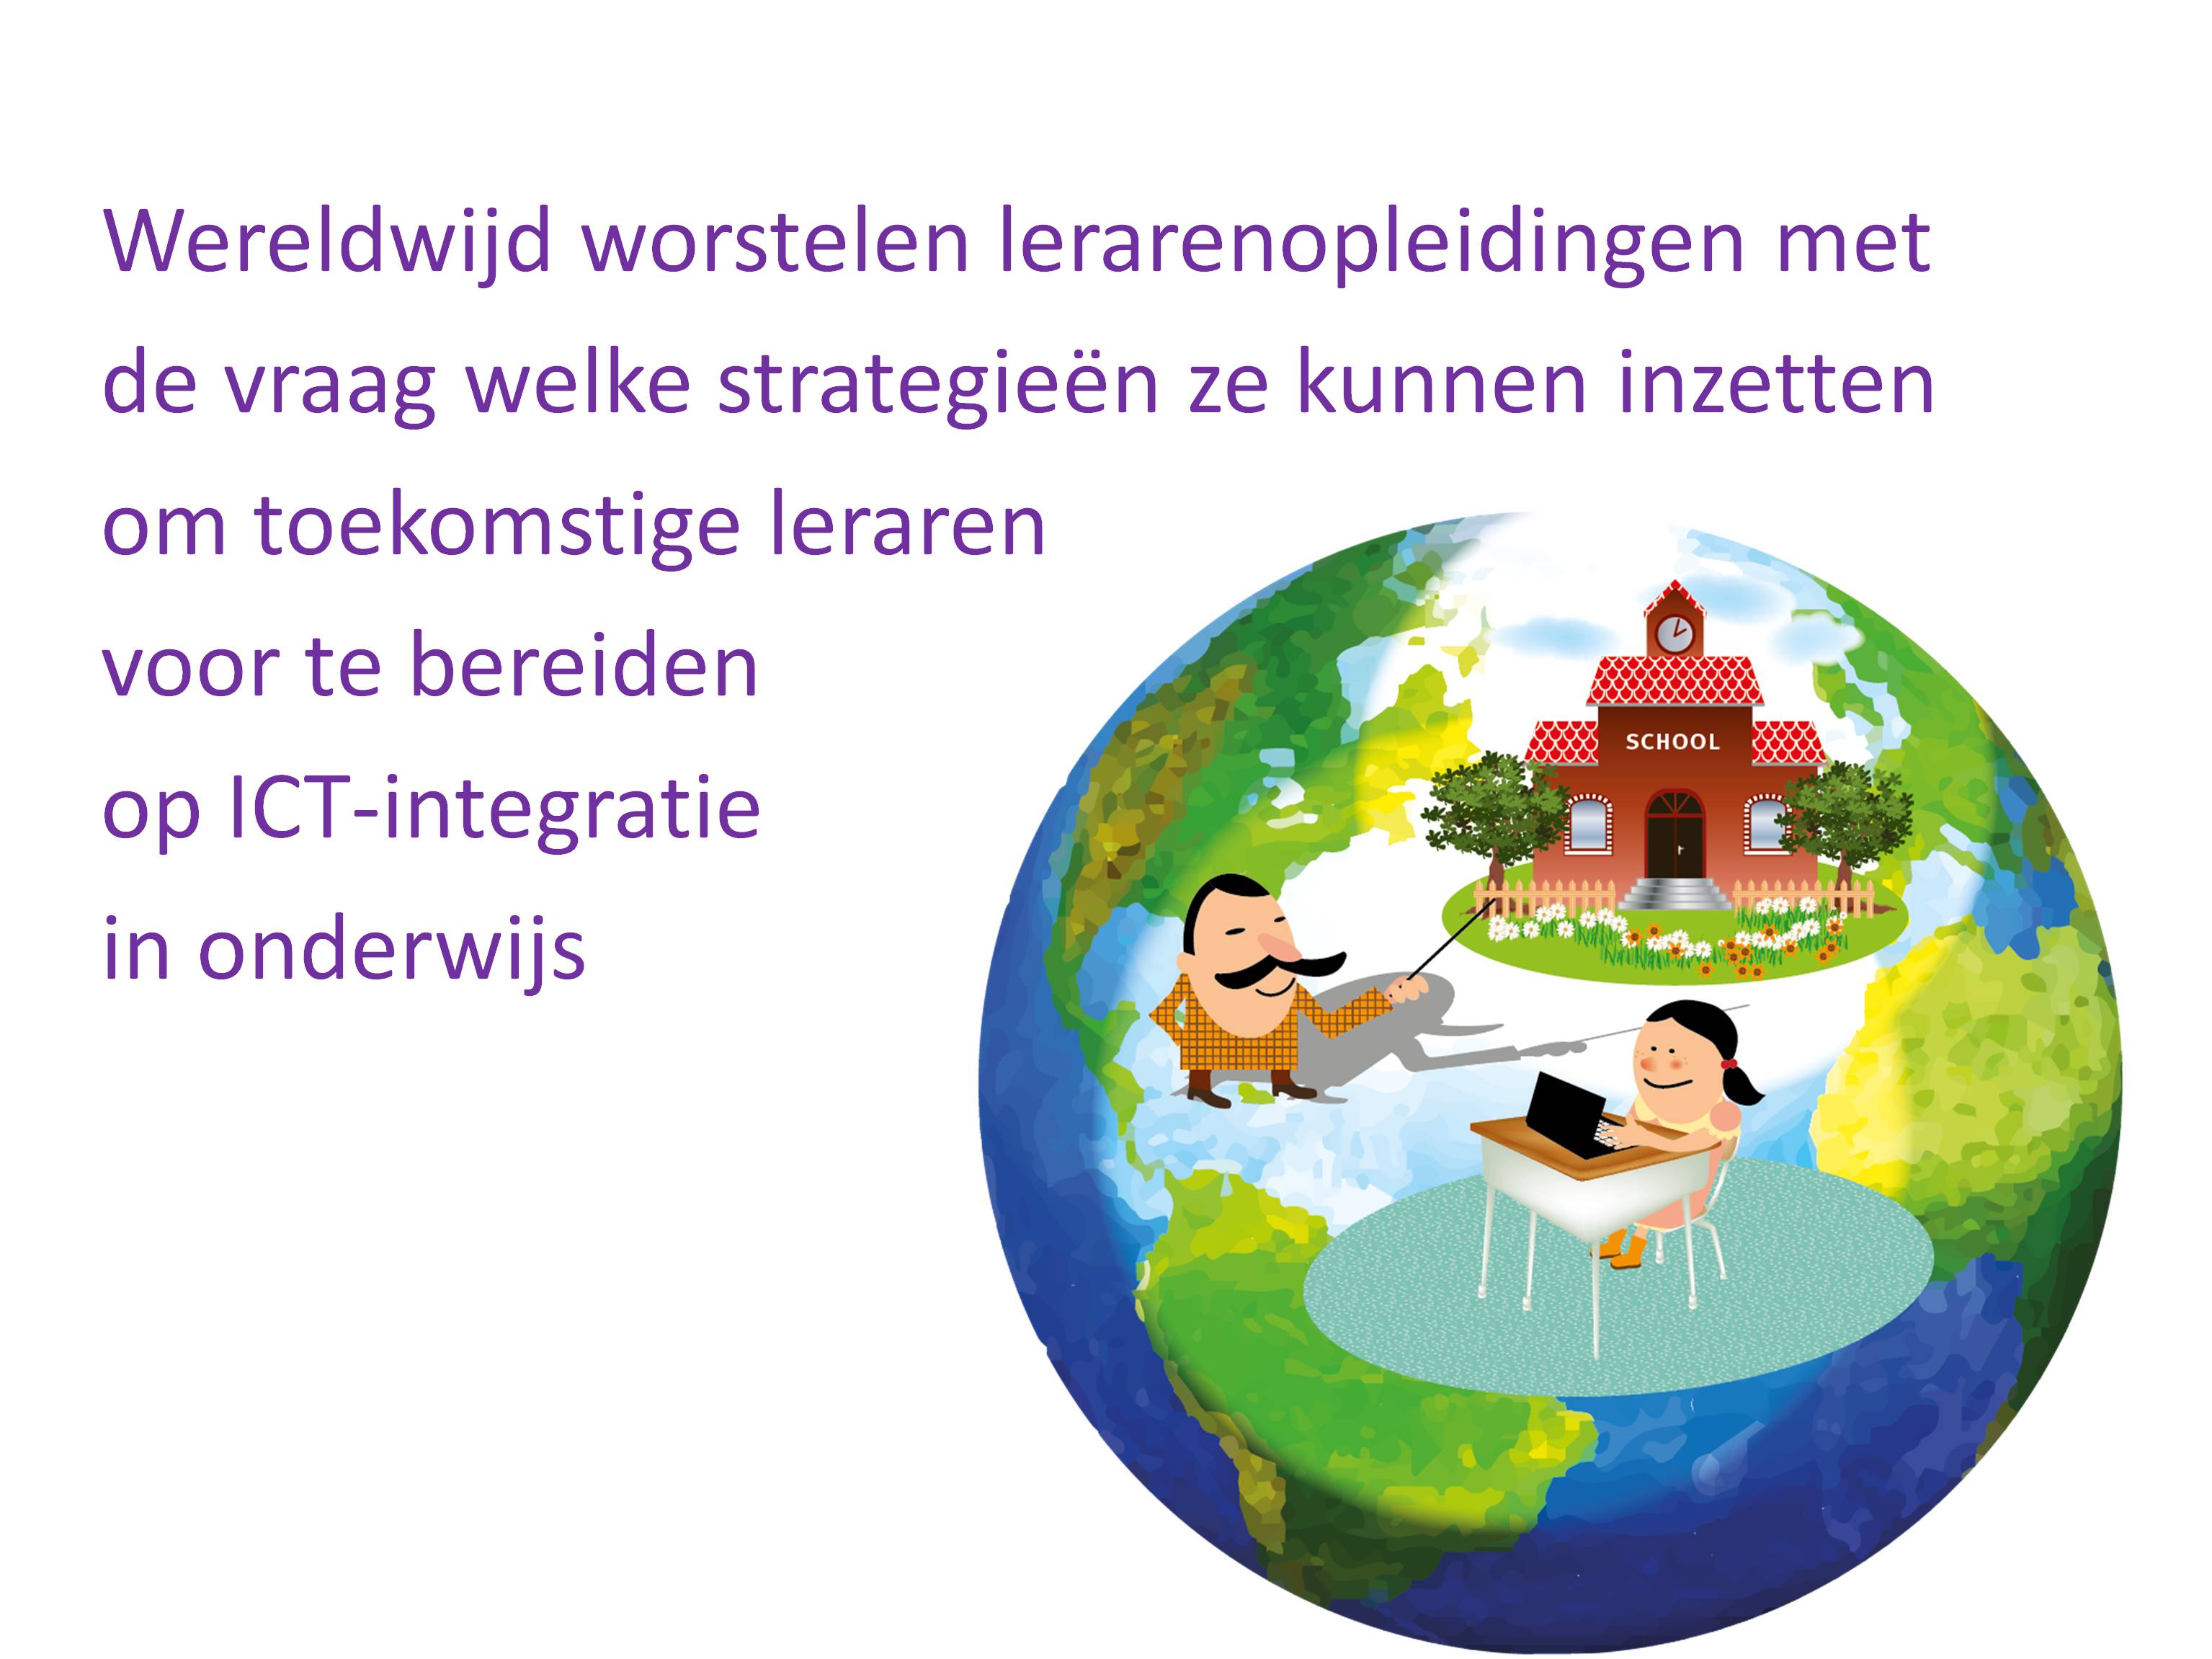 Wereldwijd worstelen lerarenopleidingen met
de vraag welke strategieën ze kunnen inzetten
om toekomstige leraren
voor te bereiden
op ICT-integratie
in onderwijs
SCHOOL